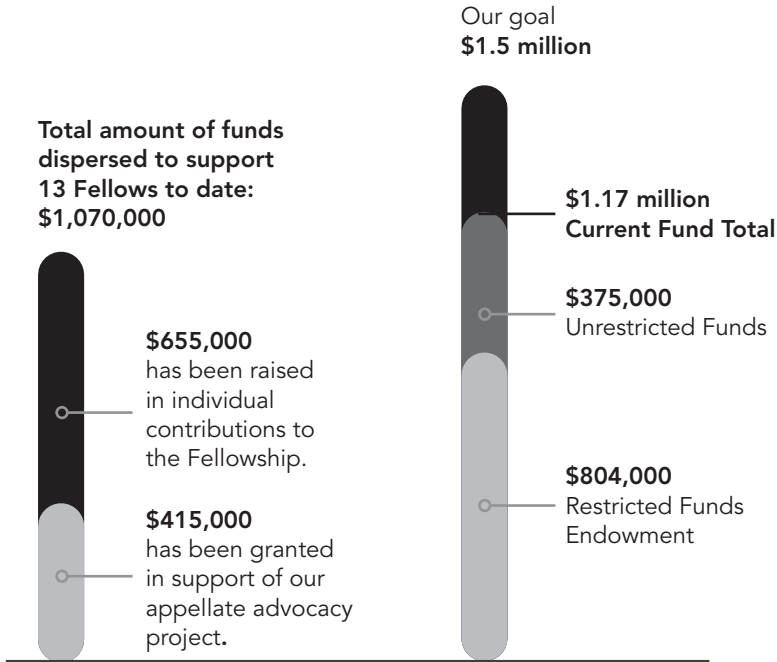 Our goal
$1.5 million
Total amount of funds
dispersed to support
13 Fellows to date:
$1,070,000
$655,000
has been raised
in individual
contributions to
the Fellowship.
$415,000
has been granted
in support of our
appellate advocacy
project.
$1.17 million
Current Fund Total
$375,000
Unrestricted Funds
$804,000
Restricted Funds
Endowment